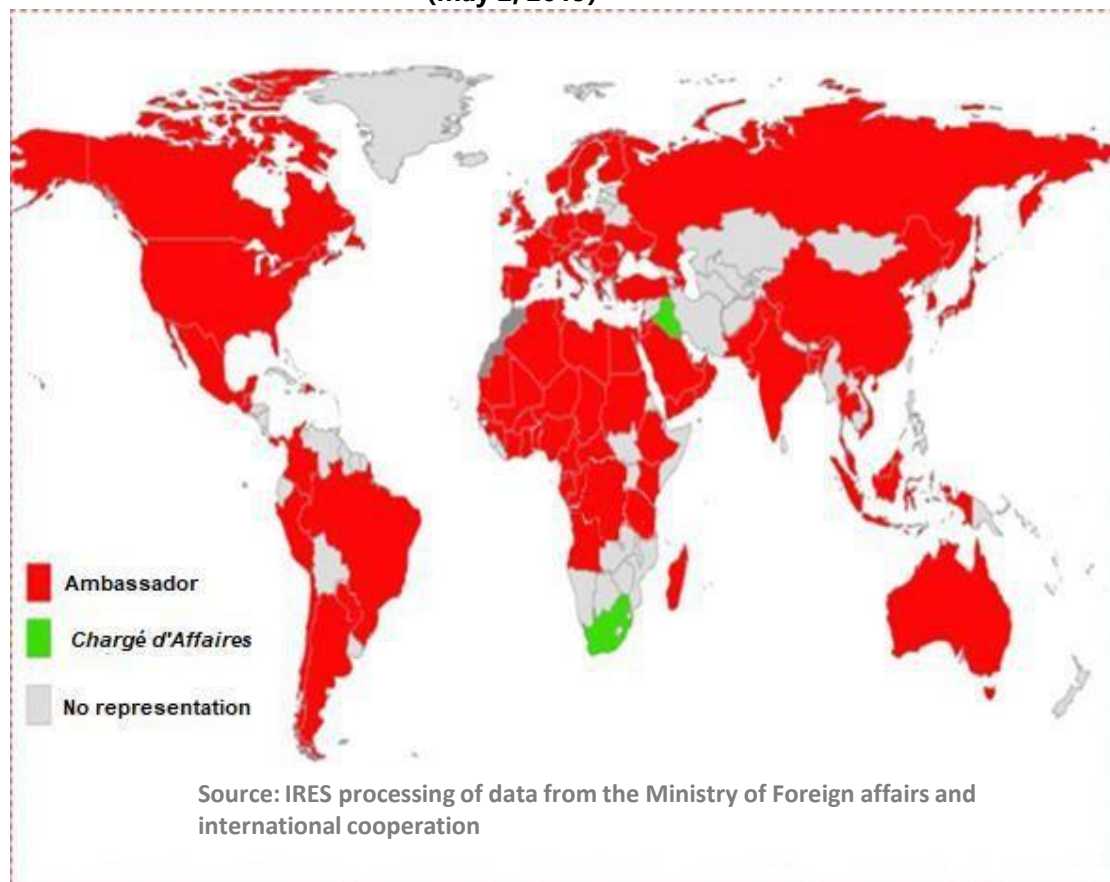 Ambassador
Chargé d'Affaires
No representation
Source: IRES processing of data from the Ministry of Foreign affairs and
international cooperation